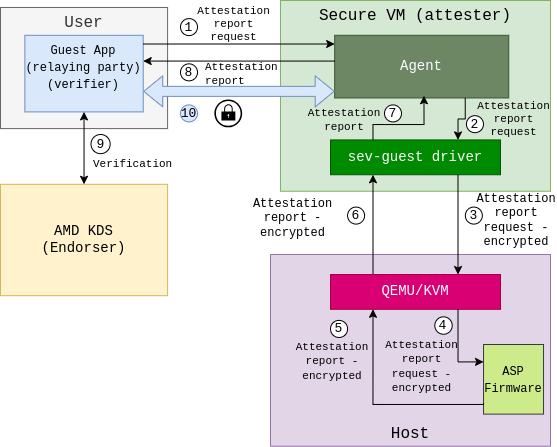 User
Guest App
(relaying party)
(verifier)
1
Attestation
report
request
8
Attestation
report
10
Secure VM (attester)
Agent
Attestation
report
7
2
Attestation
report
request
sev-guest driver
9
Verification
AMD KDS
(Endorser)
Attestation
report -
encrypted
6
3
Attestation
report
request -
encrypted
QEMU/KVM
5
Attestation
report -
encrypted
4
Attestation
report
request -
encrypted
ASP
Firmware
Host